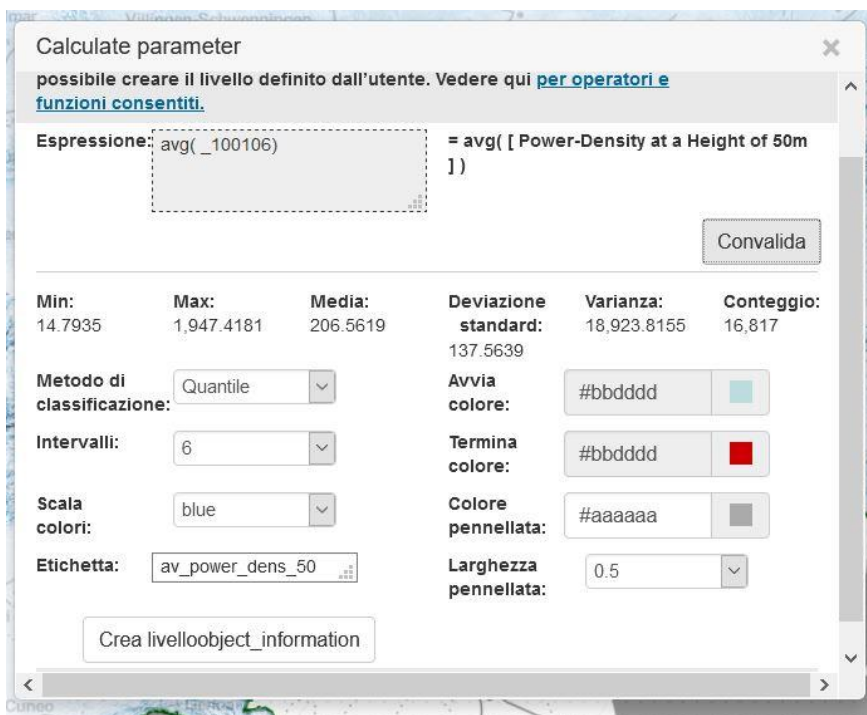 Villingen-Schwenningen
Calculate parameter
possibile creare il livello definito dall'utente. Vedere qui per operatori e
funzioni consentiti.
Espressione: avg( _100106) = avg( [ Power-Density at a Height of 50m
] )
Convalida
Min: Max: Media: Deviazione standard: Varianza: Conteggio:
14.7935 1,947.4181 206.5619 137.5639 18,923.8155 16,817
Metodo di classificazione: Quantile Avvia colore: #bbdddd
Intervalli: 6 Termina colore: #bbdddd
Scala colori: blue Colore pennellata: #aaaaaa
Etichetta: av_power_dens_50 Larghezza pennellata: 0.5
Crea livelloobject_information
Cuneo